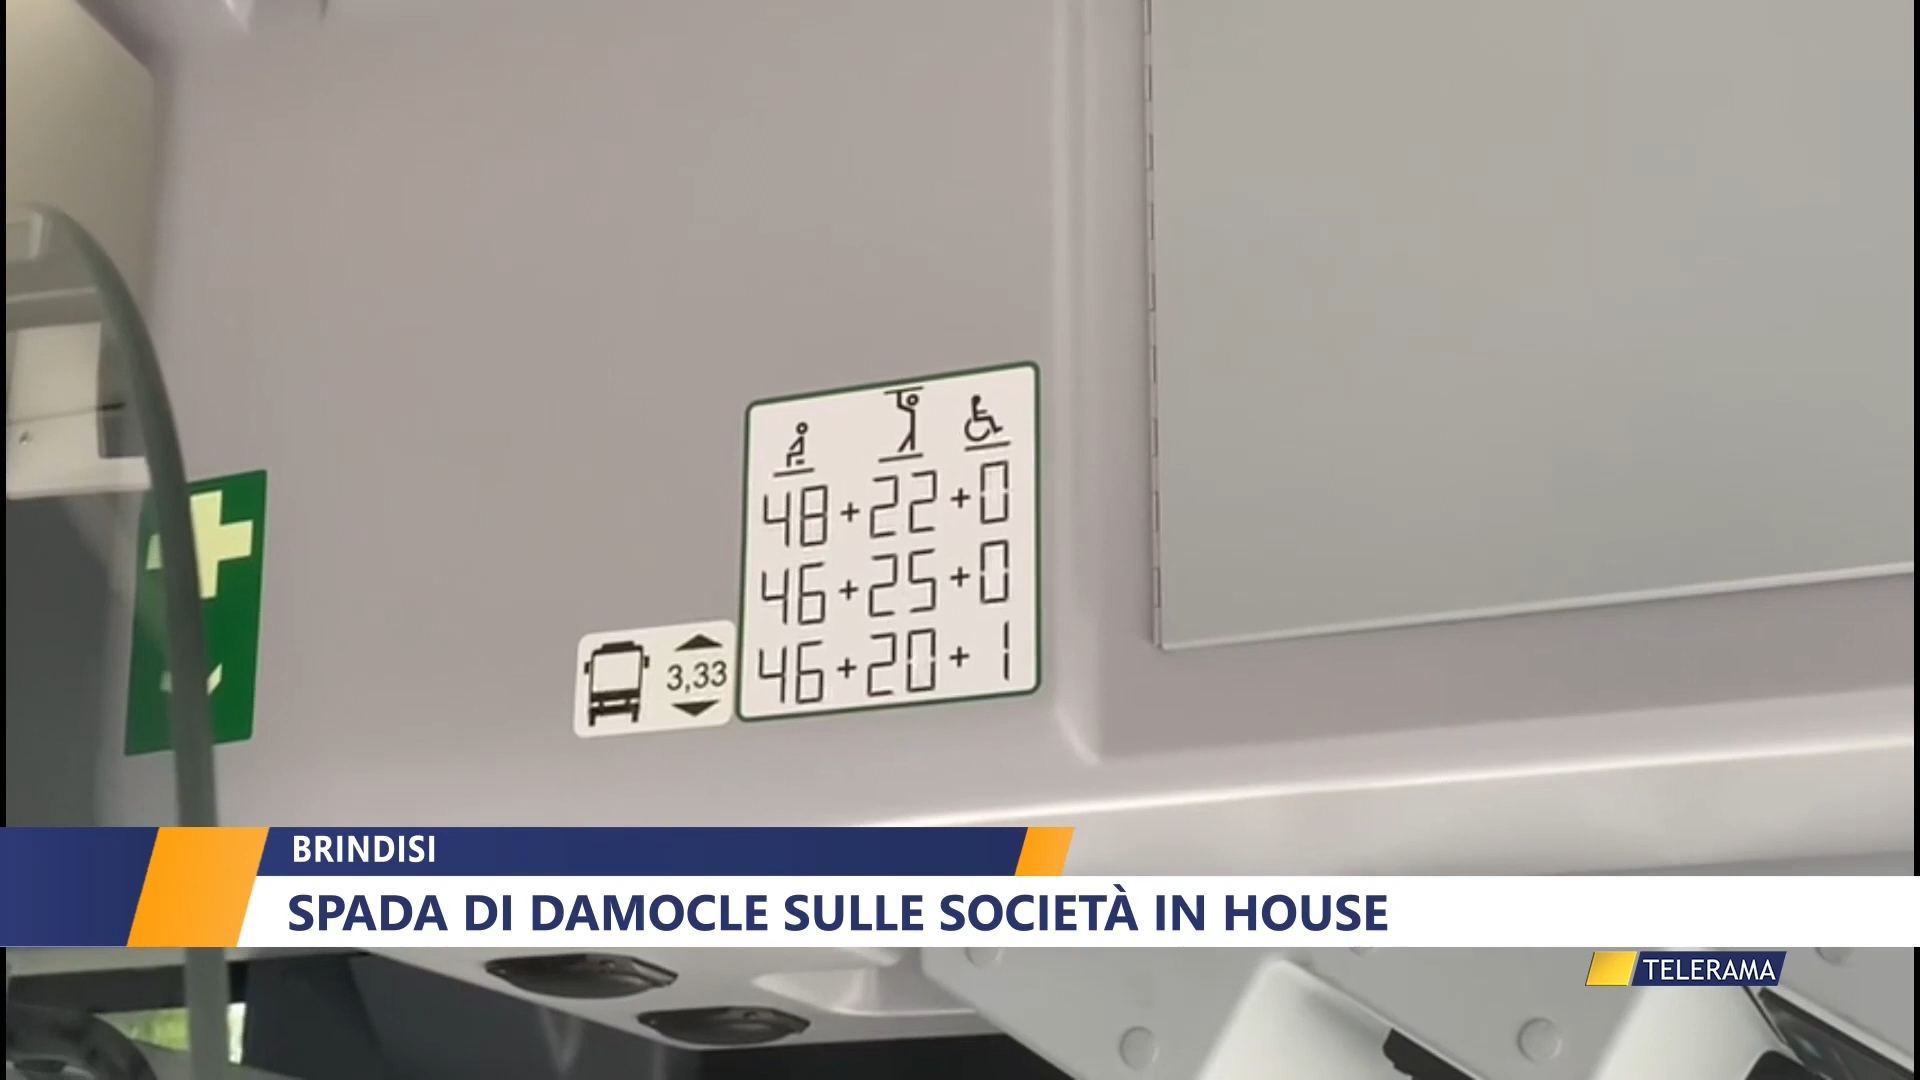 48+22+0
46+25+0
46+20+1
3,33
BRINDISI
SPADA DI DAMOCLE SULLE SOCIETÀ IN HOUSE
TELERAMA